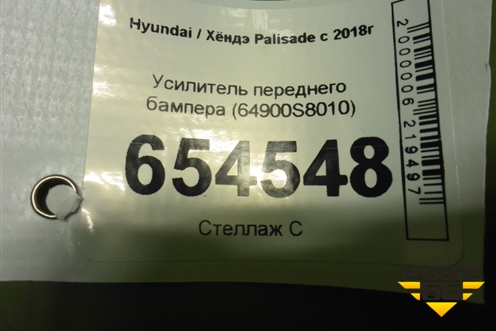 Hyundai / Хёндэ Palisade с 2018г
Усилитель переднего
бампера (64900S8010)
654548
Стеллаж С
2000006219497